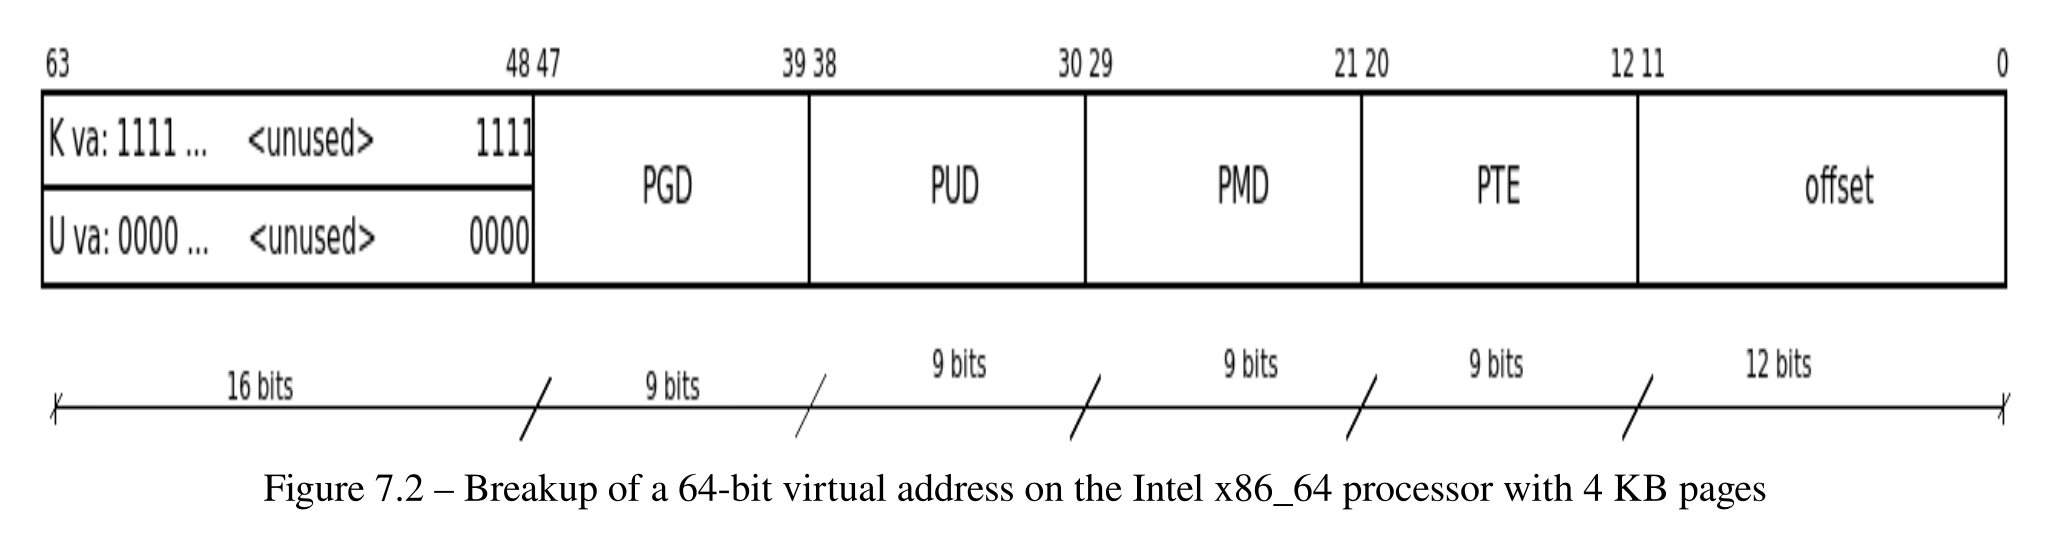 63 48 47 39 38 30 29 21 20 12 11 0
K va: 1111 ... <unused> 1111
PGD PUD PMD PTE offset
U va: 0000 ... <unused> 0000
16 bits 9 bits 9 bits 9 bits 9 bits 12 bits
Figure 7.2 – Breakup of a 64-bit virtual address on the Intel x86_64 processor with 4 KB pages